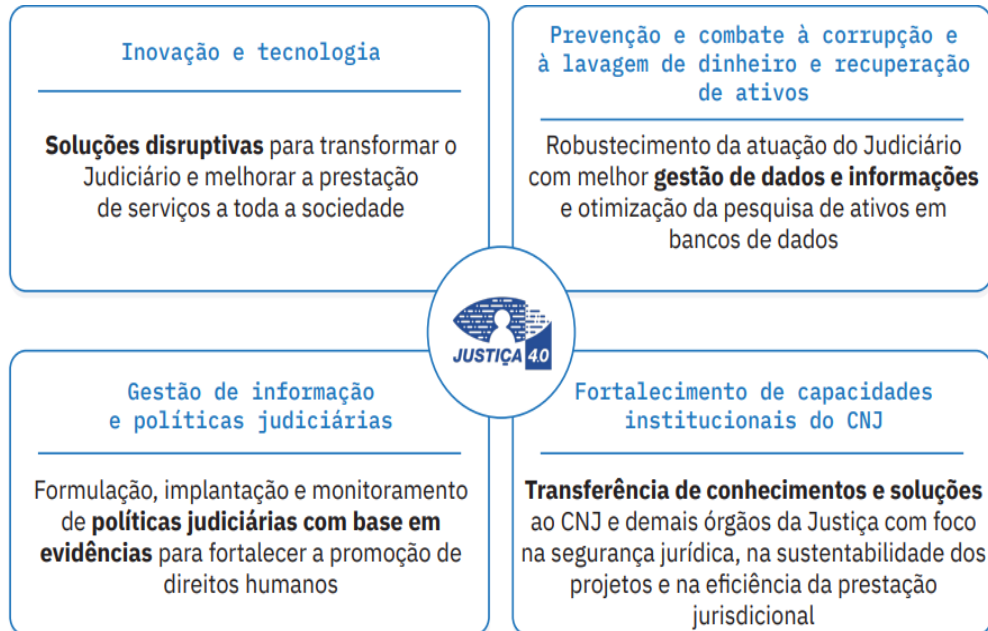 Inovação e tecnologia
Soluções disruptivas para transformar o
Judiciário e melhorar a prestação
de serviços a toda a sociedade
Prevenção e combate à corrupção e
à lavagem de dinheiro e recuperação
de ativos
Robustecimento da atuação do Judiciário
com melhor gestão de dados e informações
e otimização da pesquisa de ativos em
bancos de dados
JUSTIÇA 4.0
Gestão de informação
e políticas judiciárias
Formulação, implantação e monitoramento
de políticas judiciárias com base em
evidências para fortalecer a promoção de
direitos humanos
Fortalecimento de capacidades
institucionais do CNJ
Transferência de conhecimentos e soluções
ao CNJ e demais órgãos da Justiça com foco
na segurança jurídica, na sustentabilidade dos
projetos e na eficiência da prestação
jurisdicional